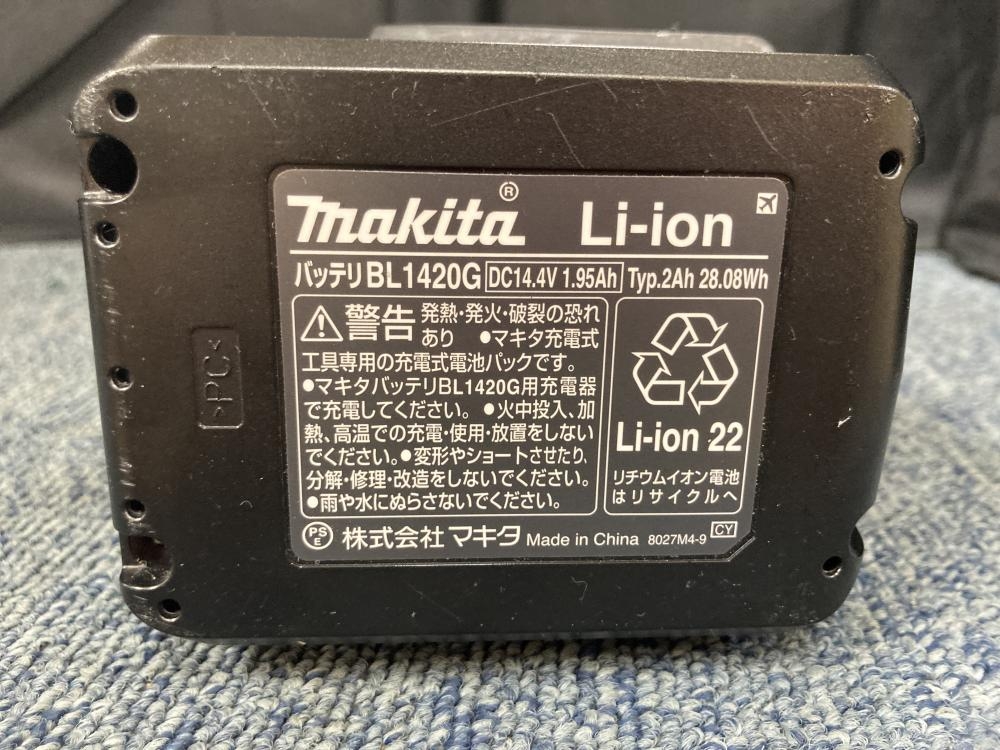 makita® Li-ion
バッテリBL1420G DC14.4V 1.95Ah Typ.2Ah 28.08Wh
警告 発熱・発火・破裂の恐れ
あり ●マキタ充電式
工具専用の充電式電池パックです。
●マキタバッテリBL1420G用充電器
で充電してください。●火中投入、加
熱、高温での充電・使用・放置をしない
でください。●変形やショートさせたり、
分解・修理・改造をしないでください。
●雨や水にぬらさないでください。
Li-ion 22
リチウムイオン電池
はリサイクルへ
PSE 株式会社マキタ Made in China 8027M4-9 CY
>PC<